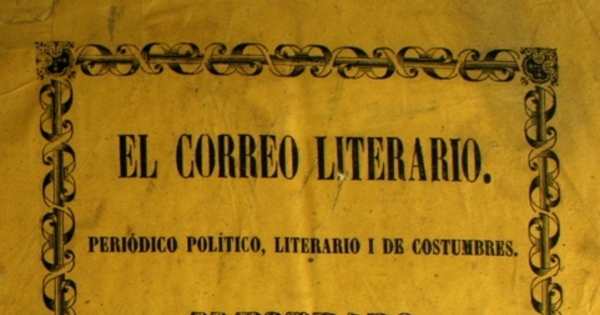 EL CORREO LITERARIO.
PERIÓDICO POLÍTICO, LITERARIO I DE COSTUMBRES.